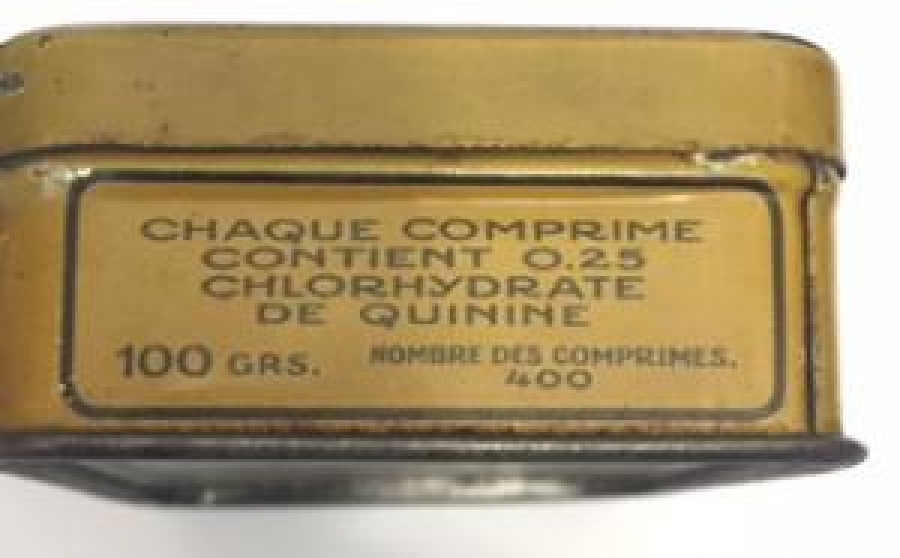 CHAQUE COMPRIME
CONTIENT 0.25
CHLORHYDRATE
DE QUININE
100 GRS.
NOMBRE DES COMPRIMES.
400